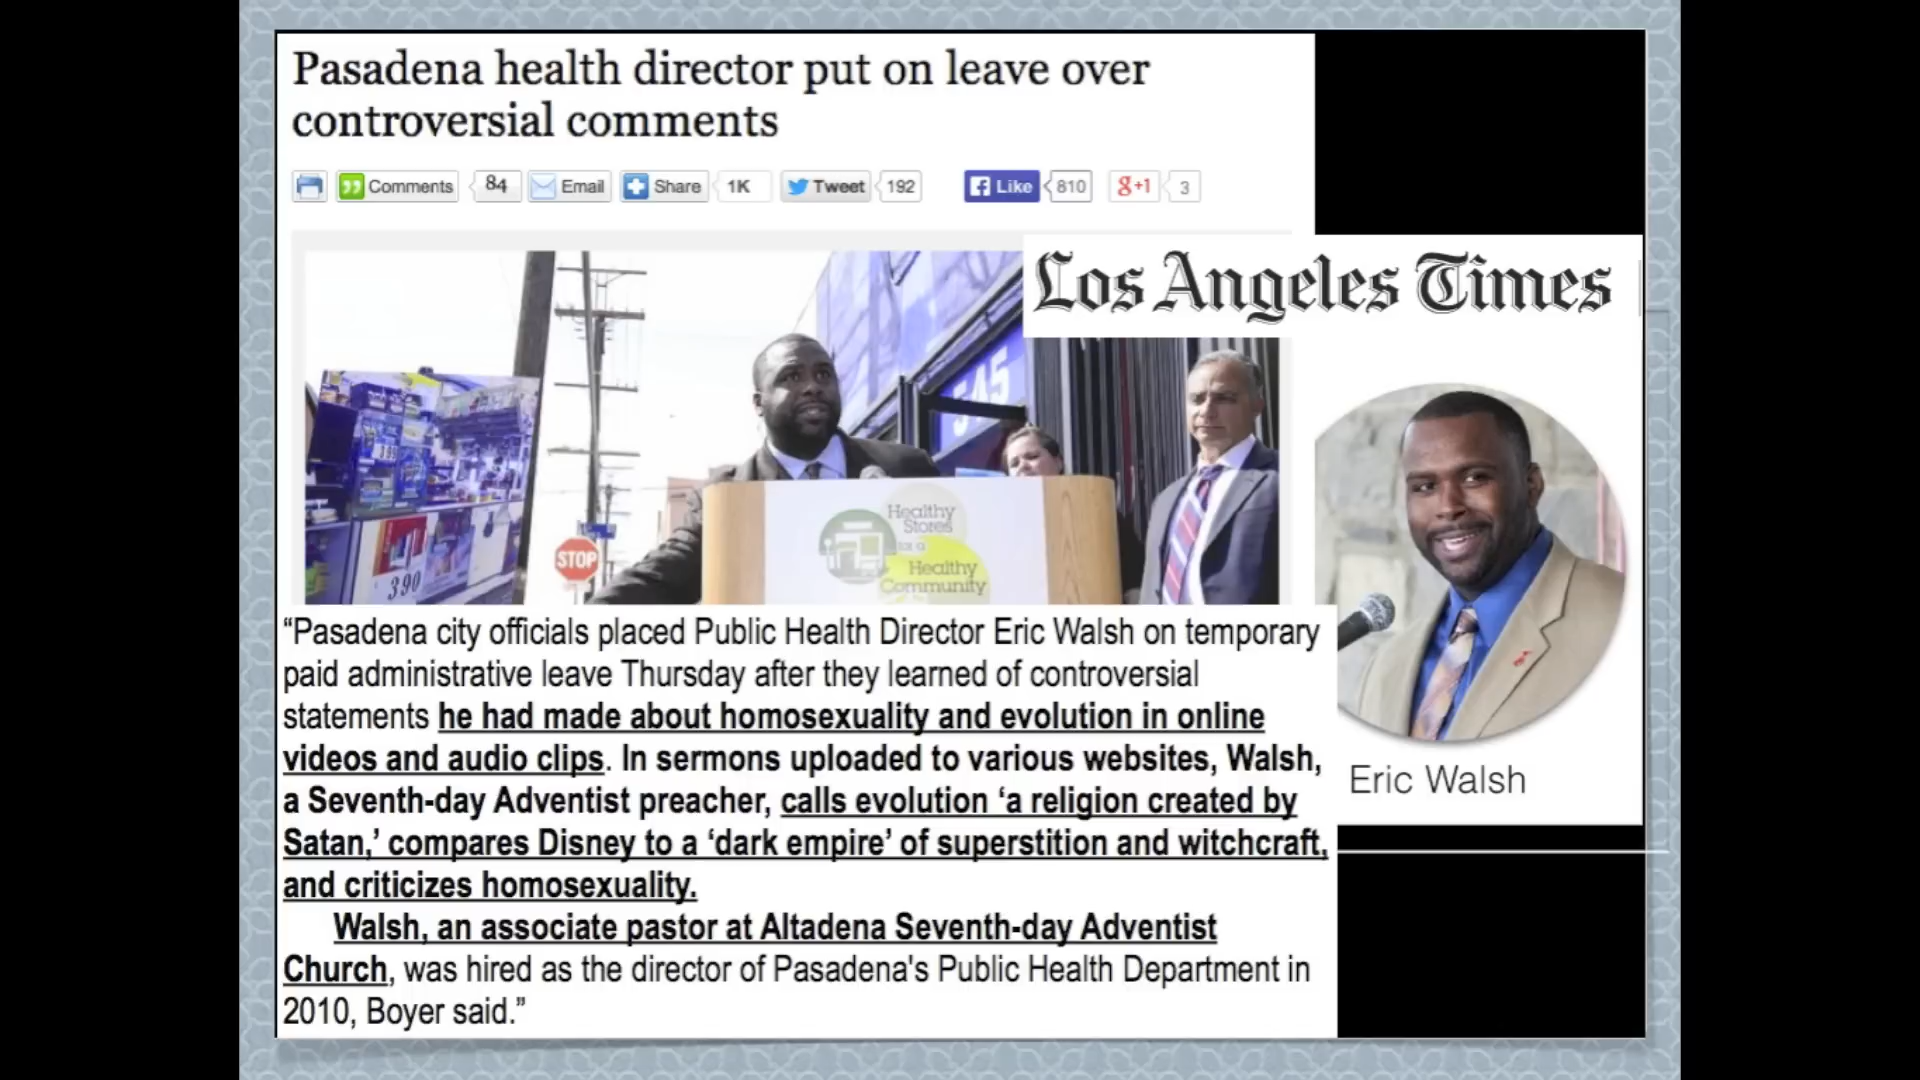 Pasadena health director put on leave over
controversial comments
Comments 84 Email Share 1K Tweet 192 Like 810 g+1 3
Los Angeles Times
545
399
STOP
390
Healthy
Stores
for a
Healthy
Community
“Pasadena city officials placed Public Health Director Eric Walsh on temporary
paid administrative leave Thursday after they learned of controversial
statements he had made about homosexuality and evolution in online
videos and audio clips. In sermons uploaded to various websites, Walsh,
a Seventh-day Adventist preacher, calls evolution ‘a religion created by
Satan,’ compares Disney to a ‘dark empire’ of superstition and witchcraft,
and criticizes homosexuality.
Walsh, an associate pastor at Altadena Seventh-day Adventist
Church, was hired as the director of Pasadena's Public Health Department in
2010, Boyer said.”
Eric Walsh